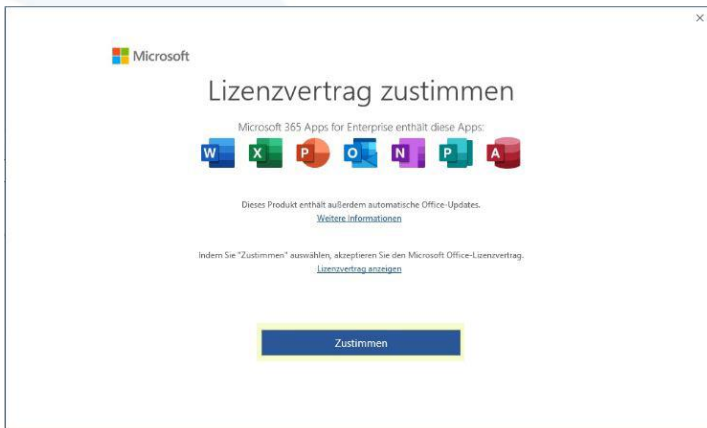 Microsoft
Lizenzvertrag zustimmen
Microsoft 365 Apps for Enterprise enthält diese Apps:
W X P O N P A
Dieses Produkt enthält außerdem automatische Office-Updates.
Weitere Informationen
Indem Sie "Zustimmen" auswählen, akzeptieren Sie den Microsoft Office-Lizenzvertrag.
Lizenzvertrag anzeigen
Zustimmen